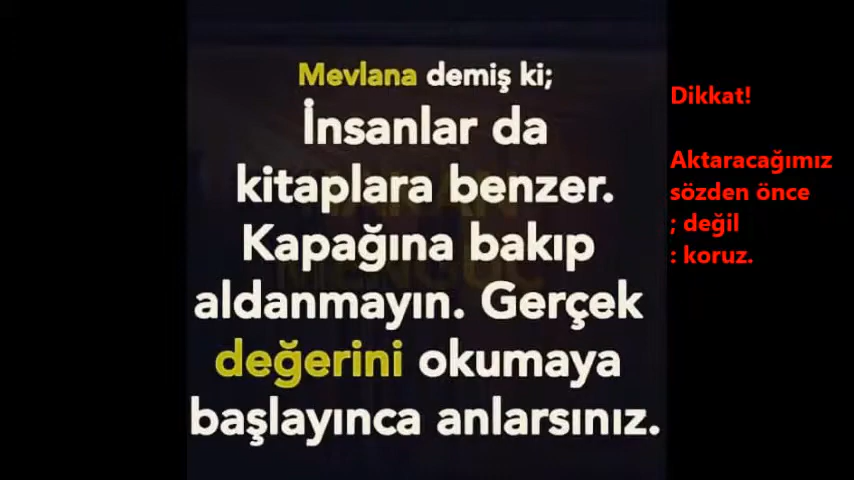 Mevlana demiş ki;
İnsanlar da
kitaplara benzer.
Kapağına bakıp
aldanmayın. Gerçek
değerini okumaya
başlayınca anlarsınız.
Dikkat!
Aktaracağımız
sözden önce
; değil
: koruz.